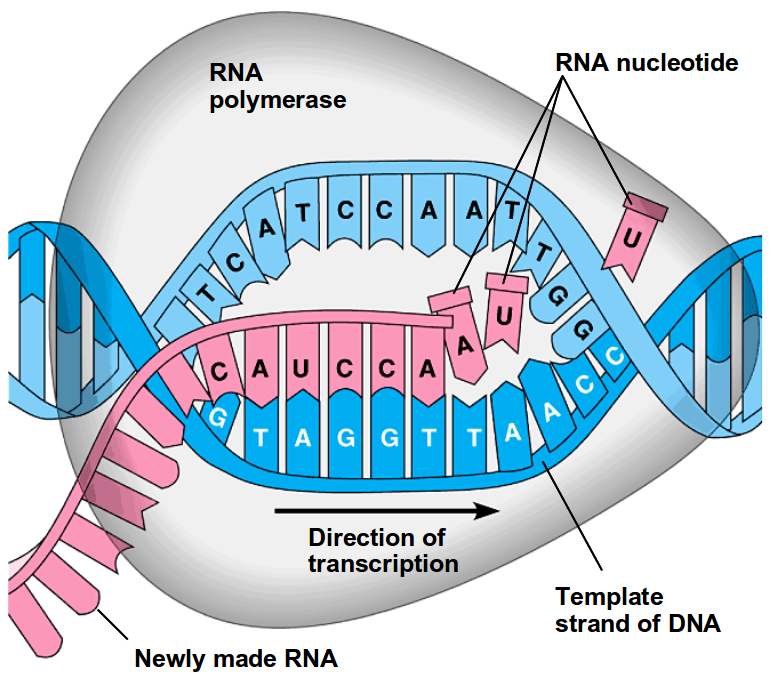 RNA
polymerase
RNA nucleotide
T C A T C C A A T T G G
U
A U
C A U C C A
G T A G G T T A A C C
Direction of
transcription
Template
strand of DNA
Newly made RNA